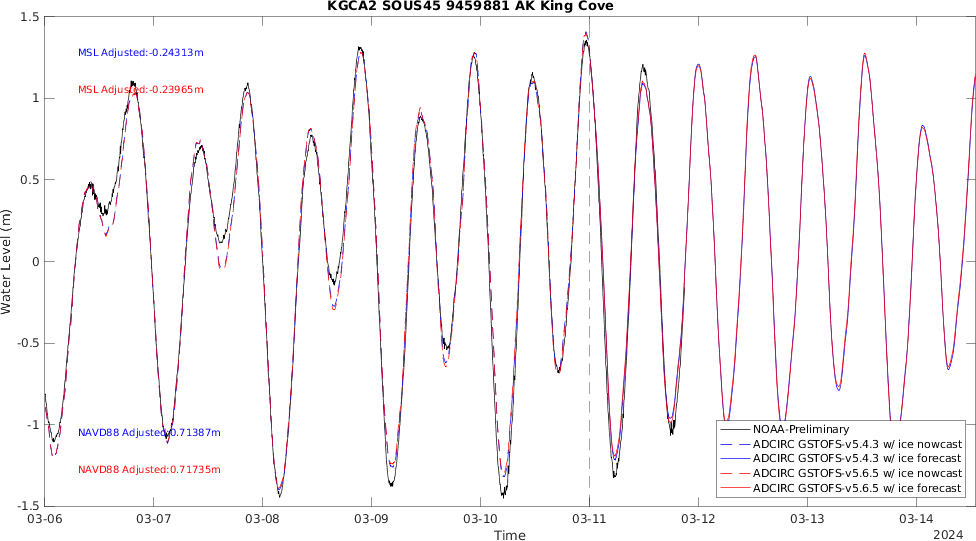 KGCA2 SOUS45 9459881 AK King Cove
1.5
1
0.5
0
-0.5
-1
-1.5
Water Level (m)
MSL Adjusted:-0.24313m
MSL Adjusted:-0.23965m
NAVD88 Adjusted:0.71387m
NAVD88 Adjusted:0.71735m
NOAA-Preliminary
ADCIRC GSTOFS-v5.4.3 w/ ice nowcast
ADCIRC GSTOFS-v5.4.3 w/ ice forecast
ADCIRC GSTOFS-v5.6.5 w/ ice nowcast
ADCIRC GSTOFS-v5.6.5 w/ ice forecast
03-06 03-07 03-08 03-09 03-10 03-11 03-12 03-13 03-14
Time
2024